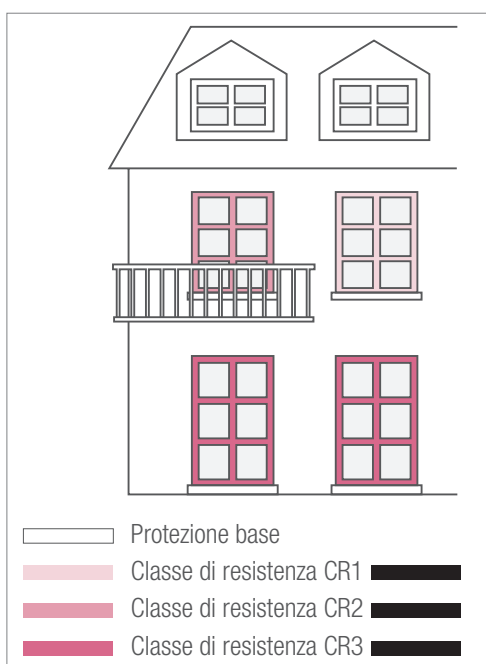 Protezione base
Classe di resistenza CR1
Classe di resistenza CR2
Classe di resistenza CR3